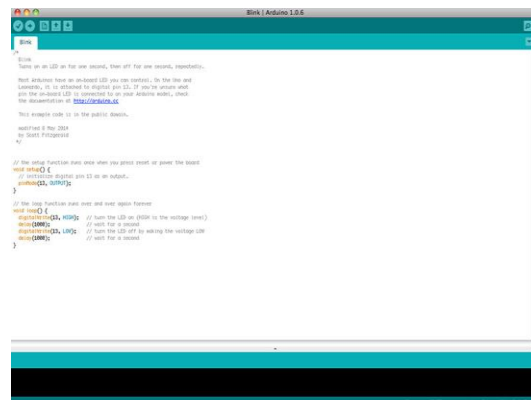 Blink | Arduino 1.0.6
Blink
/*
Blink
Turns on an LED on for one second, then off for one second, repeatedly.
Most Arduinos have an on-board LED you can control. On the Uno and
Leonardo, it is attached to digital pin 13. If you're unsure what
pin the on-board LED is connected to on your Arduino model, check
the documentation at http://arduino.cc
This example code is in the public domain.
modified 8 May 2014
by Scott Fitzgerald
*/
// the setup function runs once when you press reset or power the board
void setup() {
// initialize digital pin 13 as an output.
pinMode(13, OUTPUT);
}
// the loop function runs over and over again forever
void loop() {
digitalWrite(13, HIGH); // turn the LED on (HIGH is the voltage level)
delay(1000); // wait for a second
digitalWrite(13, LOW); // turn the LED off by making the voltage LOW
delay(1000); // wait for a second
}